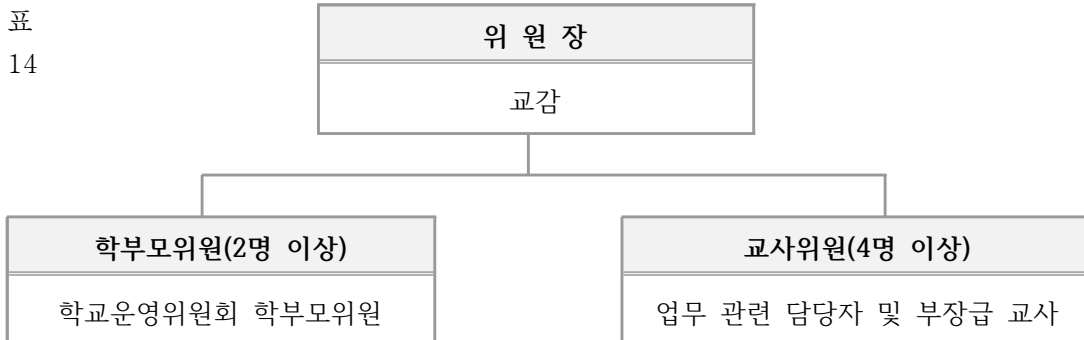 표
14
위 원 장
교감
학부모위원(2명 이상)
학교운영위원회 학부모위원
교사위원(4명 이상)
업무 관련 담당자 및 부장급 교사